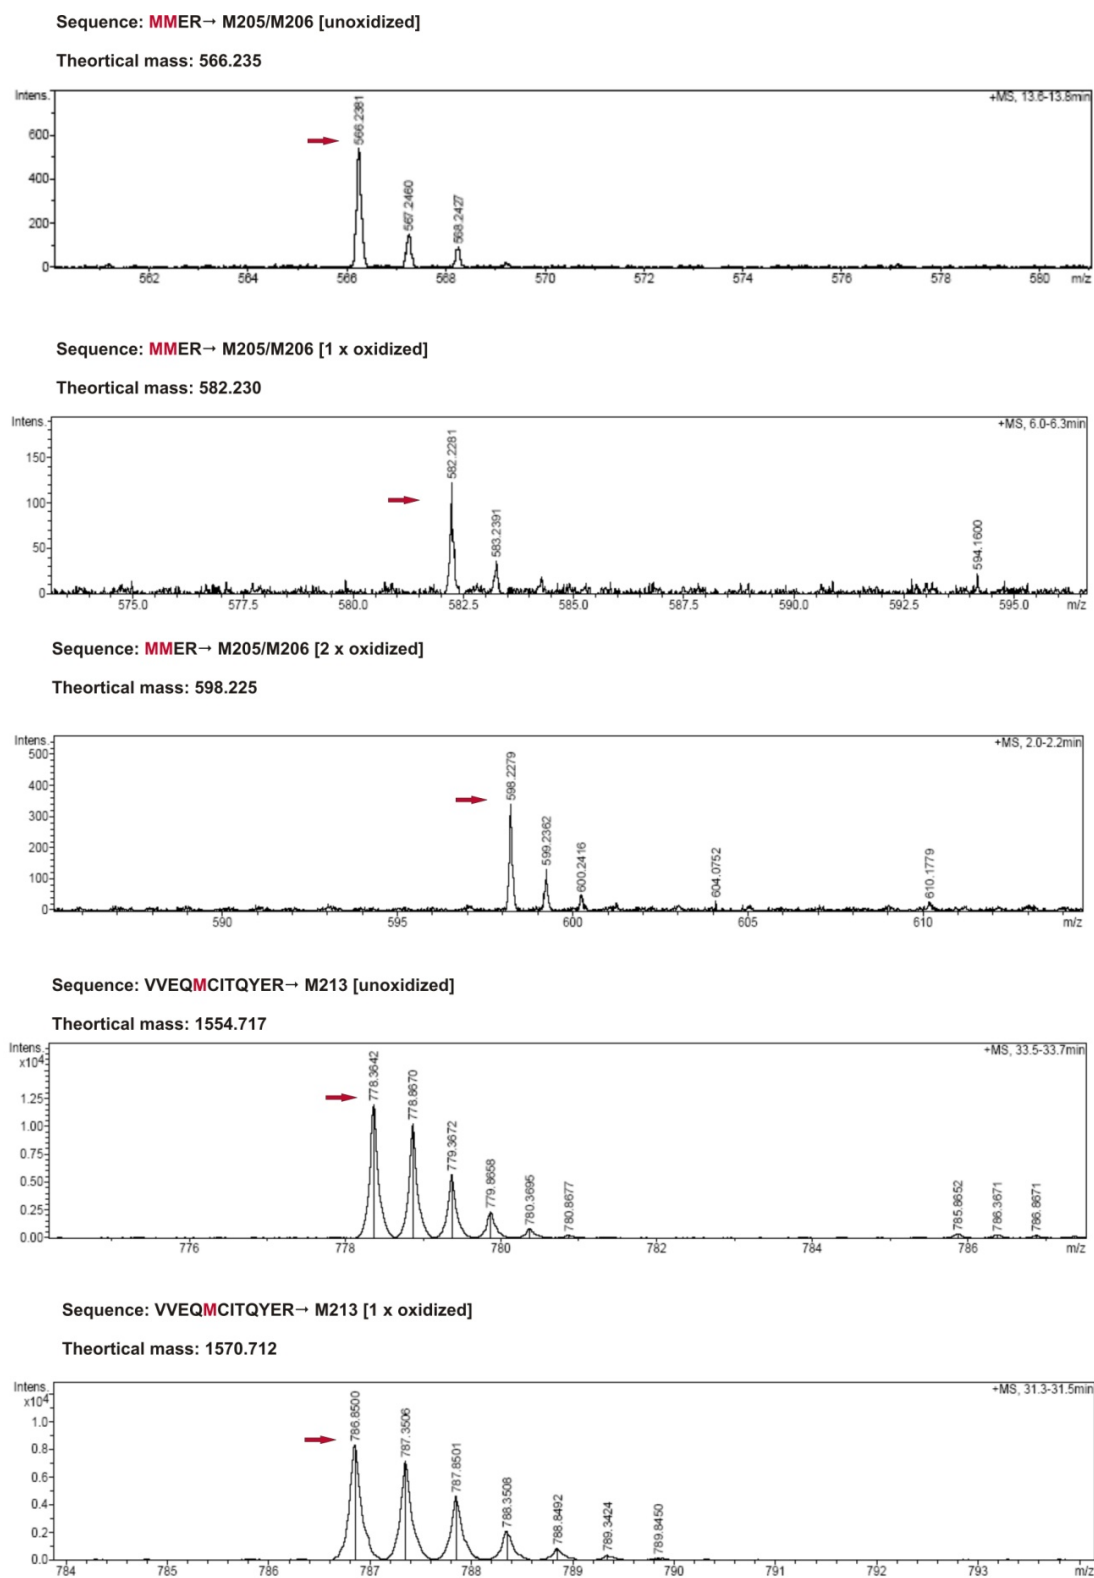 Sequence: MMER→ M205/M206 [unoxidized]
Theortical mass: 566.235
Intens.
+MS, 13.6-13.8min
600
400
200
0
566.2381
567.2460
568.2427
562 564 566 568 570 572 574 576 578 580 m/z
Sequence: MMER→ M205/M206 [1 x oxidized]
Theortical mass: 582.230
Intens.
+MS, 6.0-6.3min
150
100
50
0
582.2281
583.2391
594.1600
575.0 577.5 580.0 582.5 585.0 587.5 590.0 592.5 595.0 m/z
Sequence: MMER→ M205/M206 [2 x oxidized]
Theortical mass: 598.225
Intens.
+MS, 2.0-2.2min
500
400
300
200
100
0
598.2279
599.2362
600.2416
604.0752
610.1779
590 595 600 605 610 m/z
Sequence: VVEQMCITQYER→ M213 [unoxidized]
Theortical mass: 1554.717
Intens.
x10⁴
+MS, 33.5-33.7min
1.25
1.00
0.75
0.50
0.25
0.00
778.3642
778.8670
779.3672
779.8658
780.3695
780.8677
785.8652
786.3671
786.8671
776 778 780 782 784 786 m/z
Sequence: VVEQMCITQYER→ M213 [1 x oxidized]
Theortical mass: 1570.712
Intens.
x10⁴
+MS, 31.3-31.5min
1.0
0.8
0.6
0.4
0.2
0.0
786.8500
787.3506
787.8501
788.3508
788.8492
789.3424
789.8450
784 785 786 787 788 789 790 791 792 793 m/z